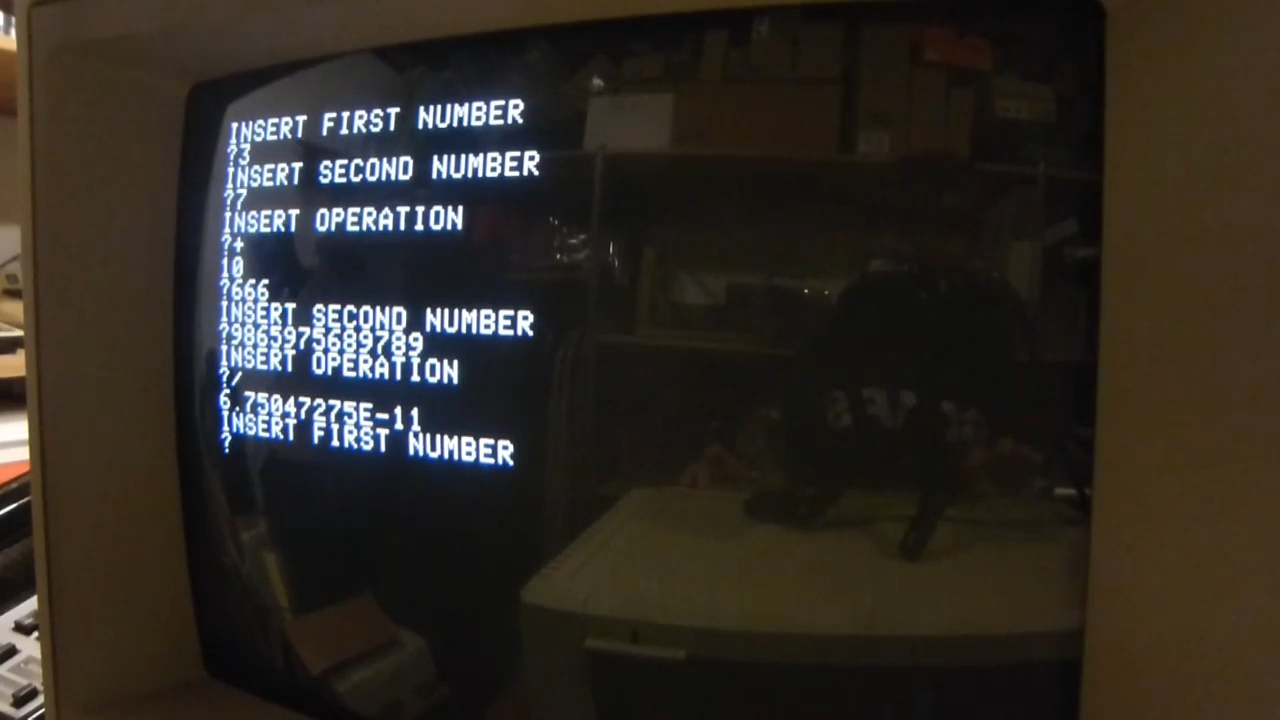 INSERT FIRST NUMBER
?3
INSERT SECOND NUMBER
?7
INSERT OPERATION
?+
10
?666
INSERT SECOND NUMBER
?9865975689789
INSERT OPERATION
?/
6.75047275E-11
INSERT FIRST NUMBER
?